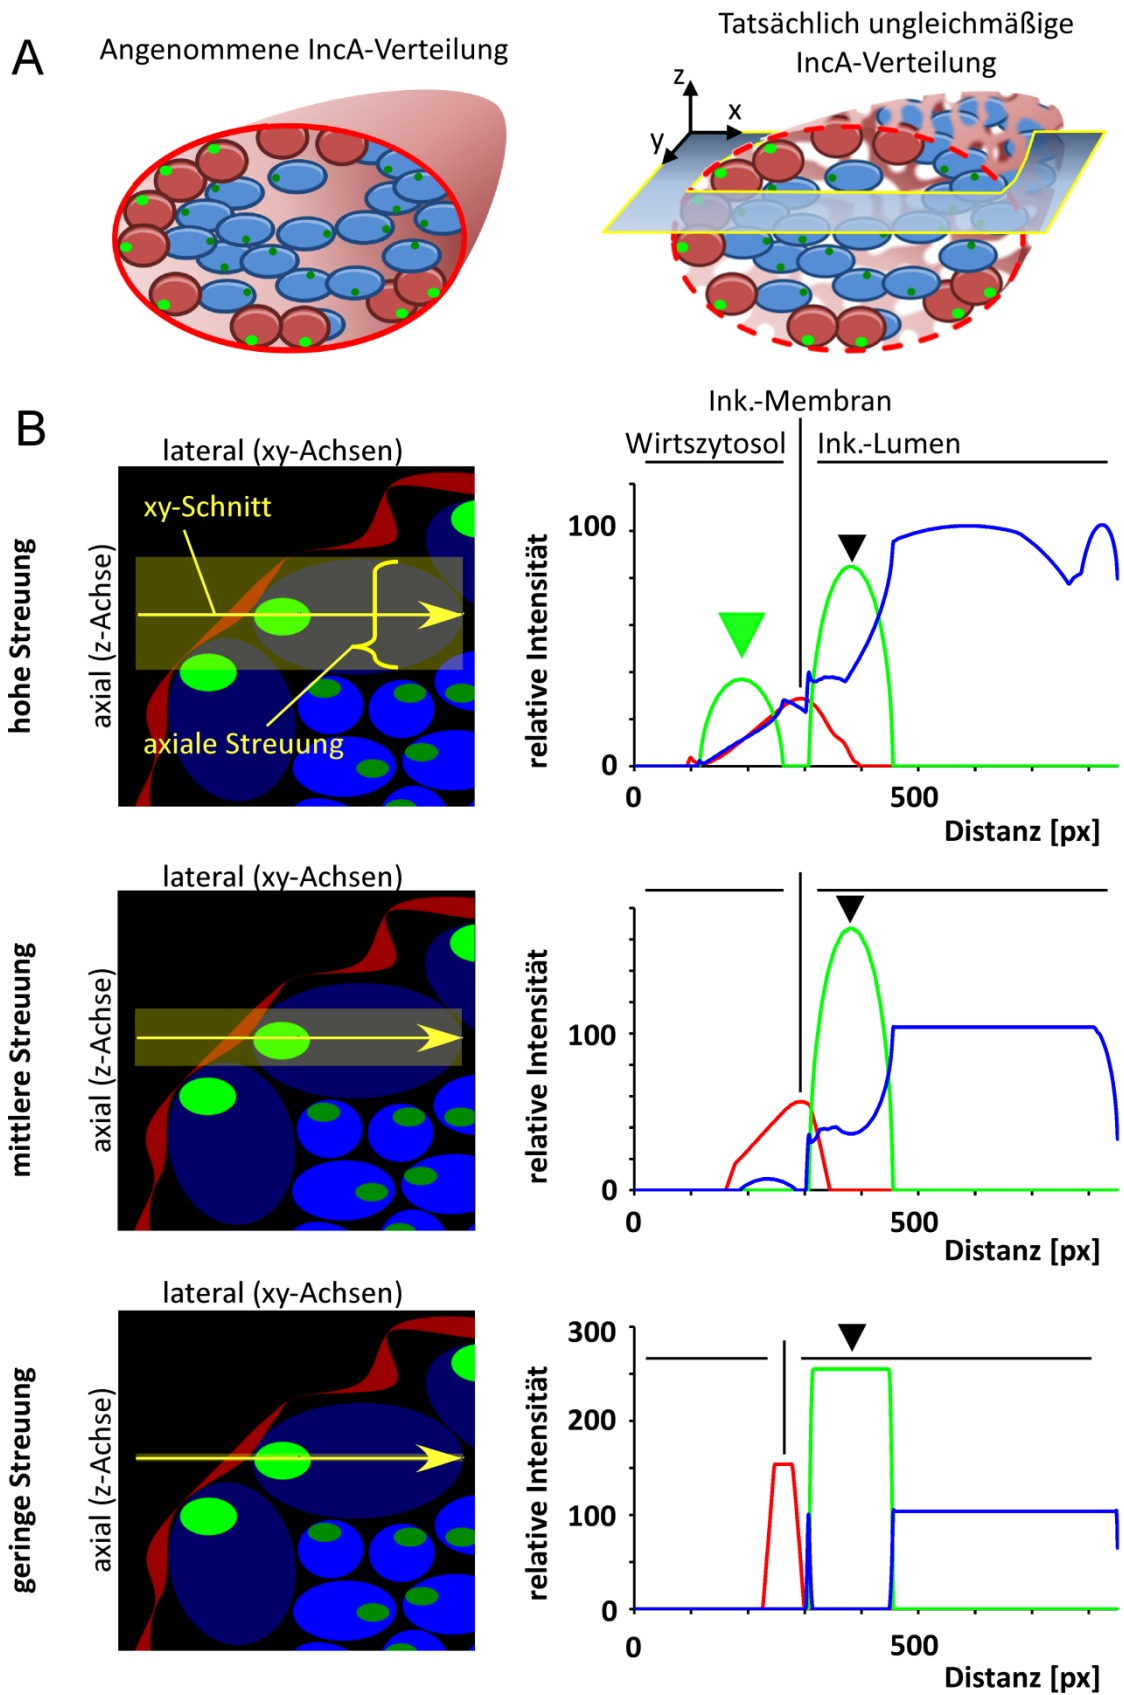 A
Angenommene IncA-Verteilung
Tatsächlich ungleichmäßige
IncA-Verteilung
z
x
y
B
hohe Streuung
lateral (xy-Achsen)
axial (z-Achse)
xy-Schnitt
axiale Streuung
Ink.-Membran
Wirtszytosol
Ink.-Lumen
relative Intensität
100
0
0
500
Distanz [px]
mittlere Streuung
lateral (xy-Achsen)
axial (z-Achse)
relative Intensität
100
0
0
500
Distanz [px]
geringe Streuung
lateral (xy-Achsen)
axial (z-Achse)
relative Intensität
300
200
100
0
0
500
Distanz [px]